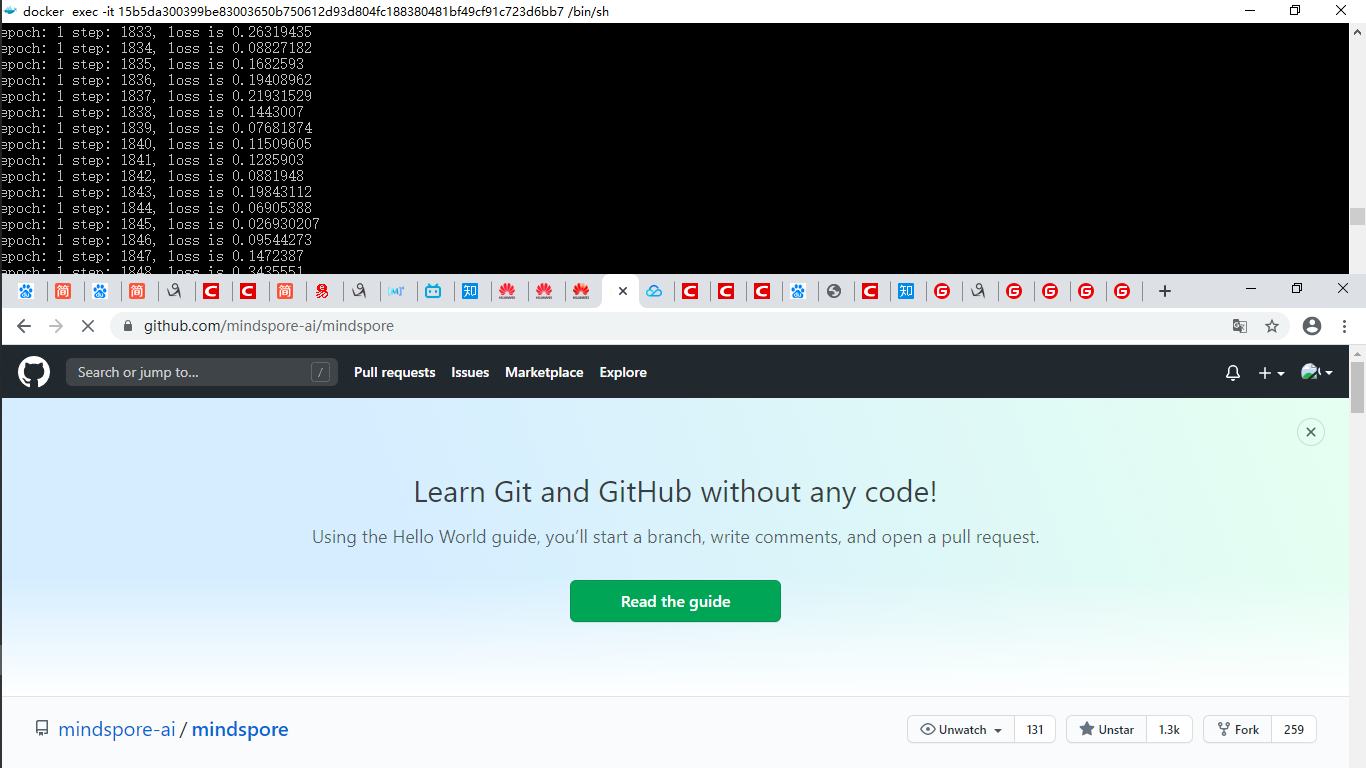 docker exec -it 15b5da300399be83003650b750612d93d804fc188380481bf49cf91c723d6bb7 /bin/sh
epoch: 1 step: 1833, loss is 0.26319435
epoch: 1 step: 1834, loss is 0.08827182
epoch: 1 step: 1835, loss is 0.1682593
epoch: 1 step: 1836, loss is 0.19408962
epoch: 1 step: 1837, loss is 0.21931529
epoch: 1 step: 1838, loss is 0.1443007
epoch: 1 step: 1839, loss is 0.07681874
epoch: 1 step: 1840, loss is 0.11509605
epoch: 1 step: 1841, loss is 0.1285903
epoch: 1 step: 1842, loss is 0.0881948
epoch: 1 step: 1843, loss is 0.19843112
epoch: 1 step: 1844, loss is 0.06905388
epoch: 1 step: 1845, loss is 0.026930207
epoch: 1 step: 1846, loss is 0.09544273
epoch: 1 step: 1847, loss is 0.1472387
epoch: 1 step: 1848, loss is 0.3435551
github.com/mindspore-ai/mindspore
Search or jump to... / Pull requests Issues Marketplace Explore
Learn Git and GitHub without any code!
Using the Hello World guide, you’ll start a branch, write comments, and open a pull request.
Read the guide
mindspore-ai / mindspore Unwatch 131 Unstar 1.3k Fork 259